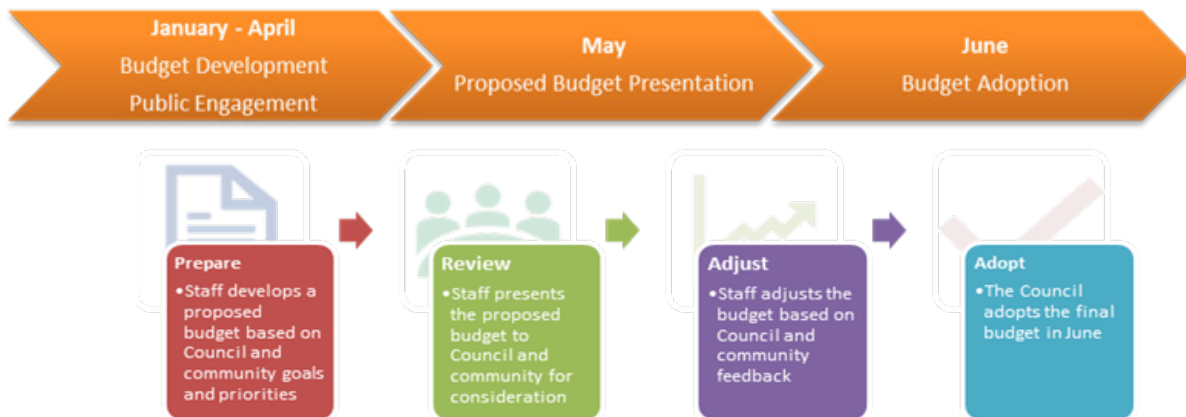 January - April
Budget Development
Public Engagement
May
Proposed Budget Presentation
June
Budget Adoption
Prepare
•Staff develops a
proposed
budget based on
Council and
community goals
and priorities
Review
•Staff presents
the proposed
budget to
Council and
community for
consideration
Adjust
•Staff adjusts the
budget based on
Council and
community
feedback
Adopt
•The Council
adopts the final
budget in June